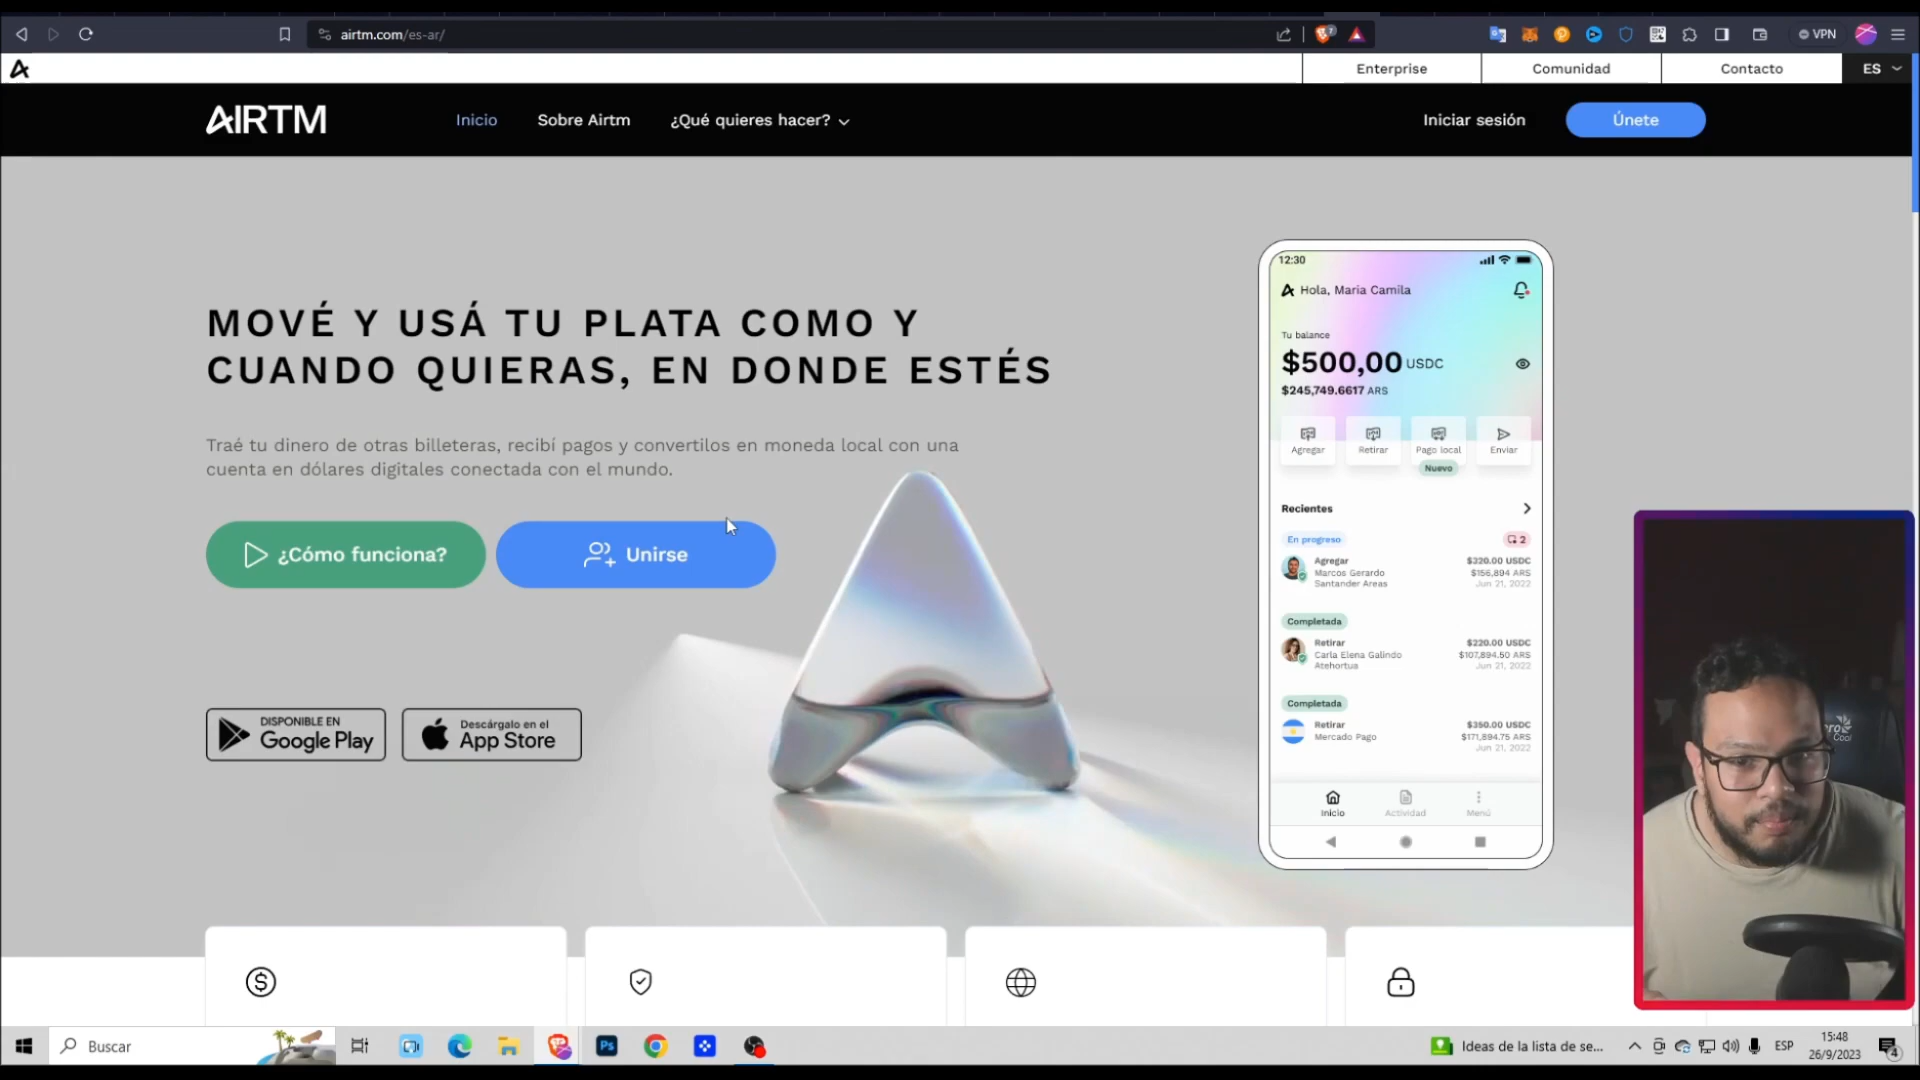 airtm.com/es-ar/
VPN
Enterprise
Comunidad
Contacto
ES
AIRTM
Inicio
Sobre Airtm
¿Qué quieres hacer?
Iniciar sesión
Únete
MOVÉ Y USÁ TU PLATA COMO Y
CUANDO QUIERAS, EN DONDE ESTÉS
Traé tu dinero de otras billeteras, recibí pagos y convertilos en moneda local con una
cuenta en dólares digitales conectada con el mundo.
¿Cómo funciona?
Unirse
DISPONIBLE EN
Google Play
Descárgalo en el
App Store
12:30
Hola, Maria Camila
Tu balance
$500,00 USDC
$245,749.6617 ARS
Agregar
Retirar
Pago local
Enviar
Nuevo
Recientes
En progreso
2
Agregar
$320.00 USDC
Marcos Gerardo
$156,894 ARS
Santander Areas
Jun 21, 2022
Completada
Retirar
$220.00 USDC
Carla Elena Galindo
$107,894.50 ARS
Atehortua
Jun 21, 2022
Completada
Retirar
$350.00 USDC
Mercado Pago
$171,894.75 ARS
Jun 21, 2022
Inicio
Actividad
Menú
Buscar
Ps
Ideas de la lista de se...
ESP
15:48
26/9/2023
4